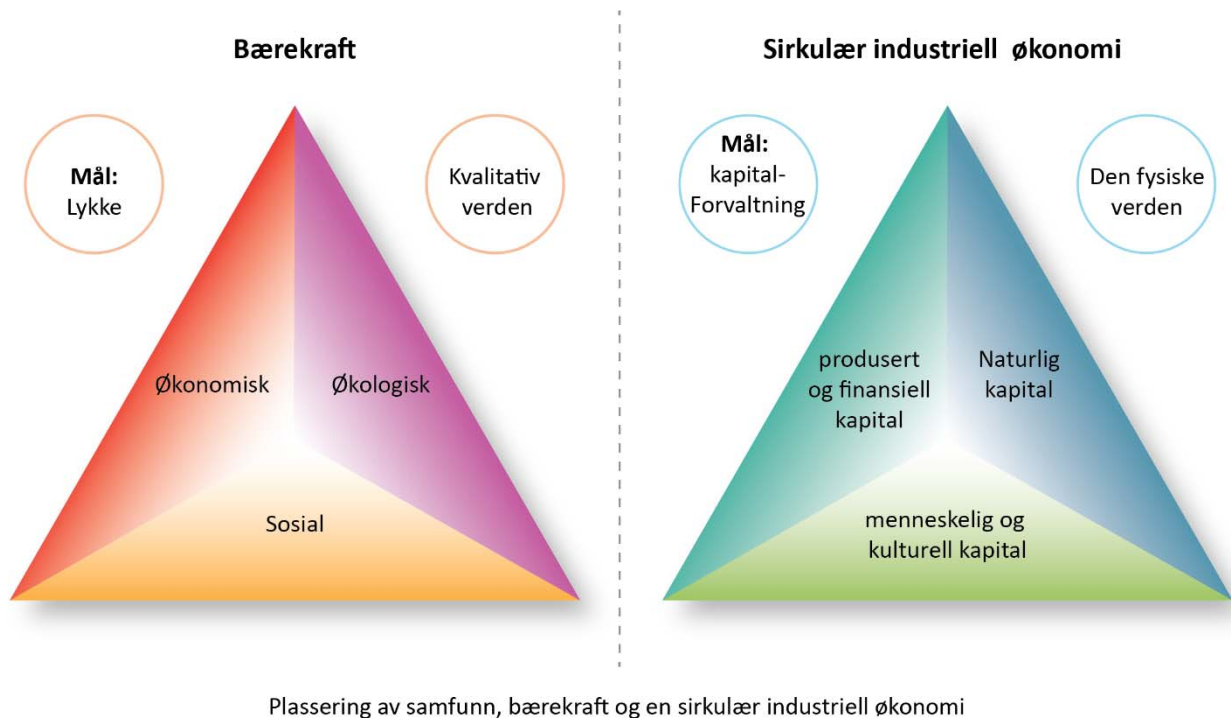 Bærekraft
Mål:
Lykke
Kvalitativ
verden
Økonomisk
Økologisk
Sosial
Sirkulær industriell økonomi
Mål:
kapital-
Forvaltning
Den fysiske
verden
produsert
og finansiell
kapital
Naturlig
kapital
menneskelig og
kulturell kapital
Plassering av samfunn, bærekraft og en sirkulær industriell økonomi